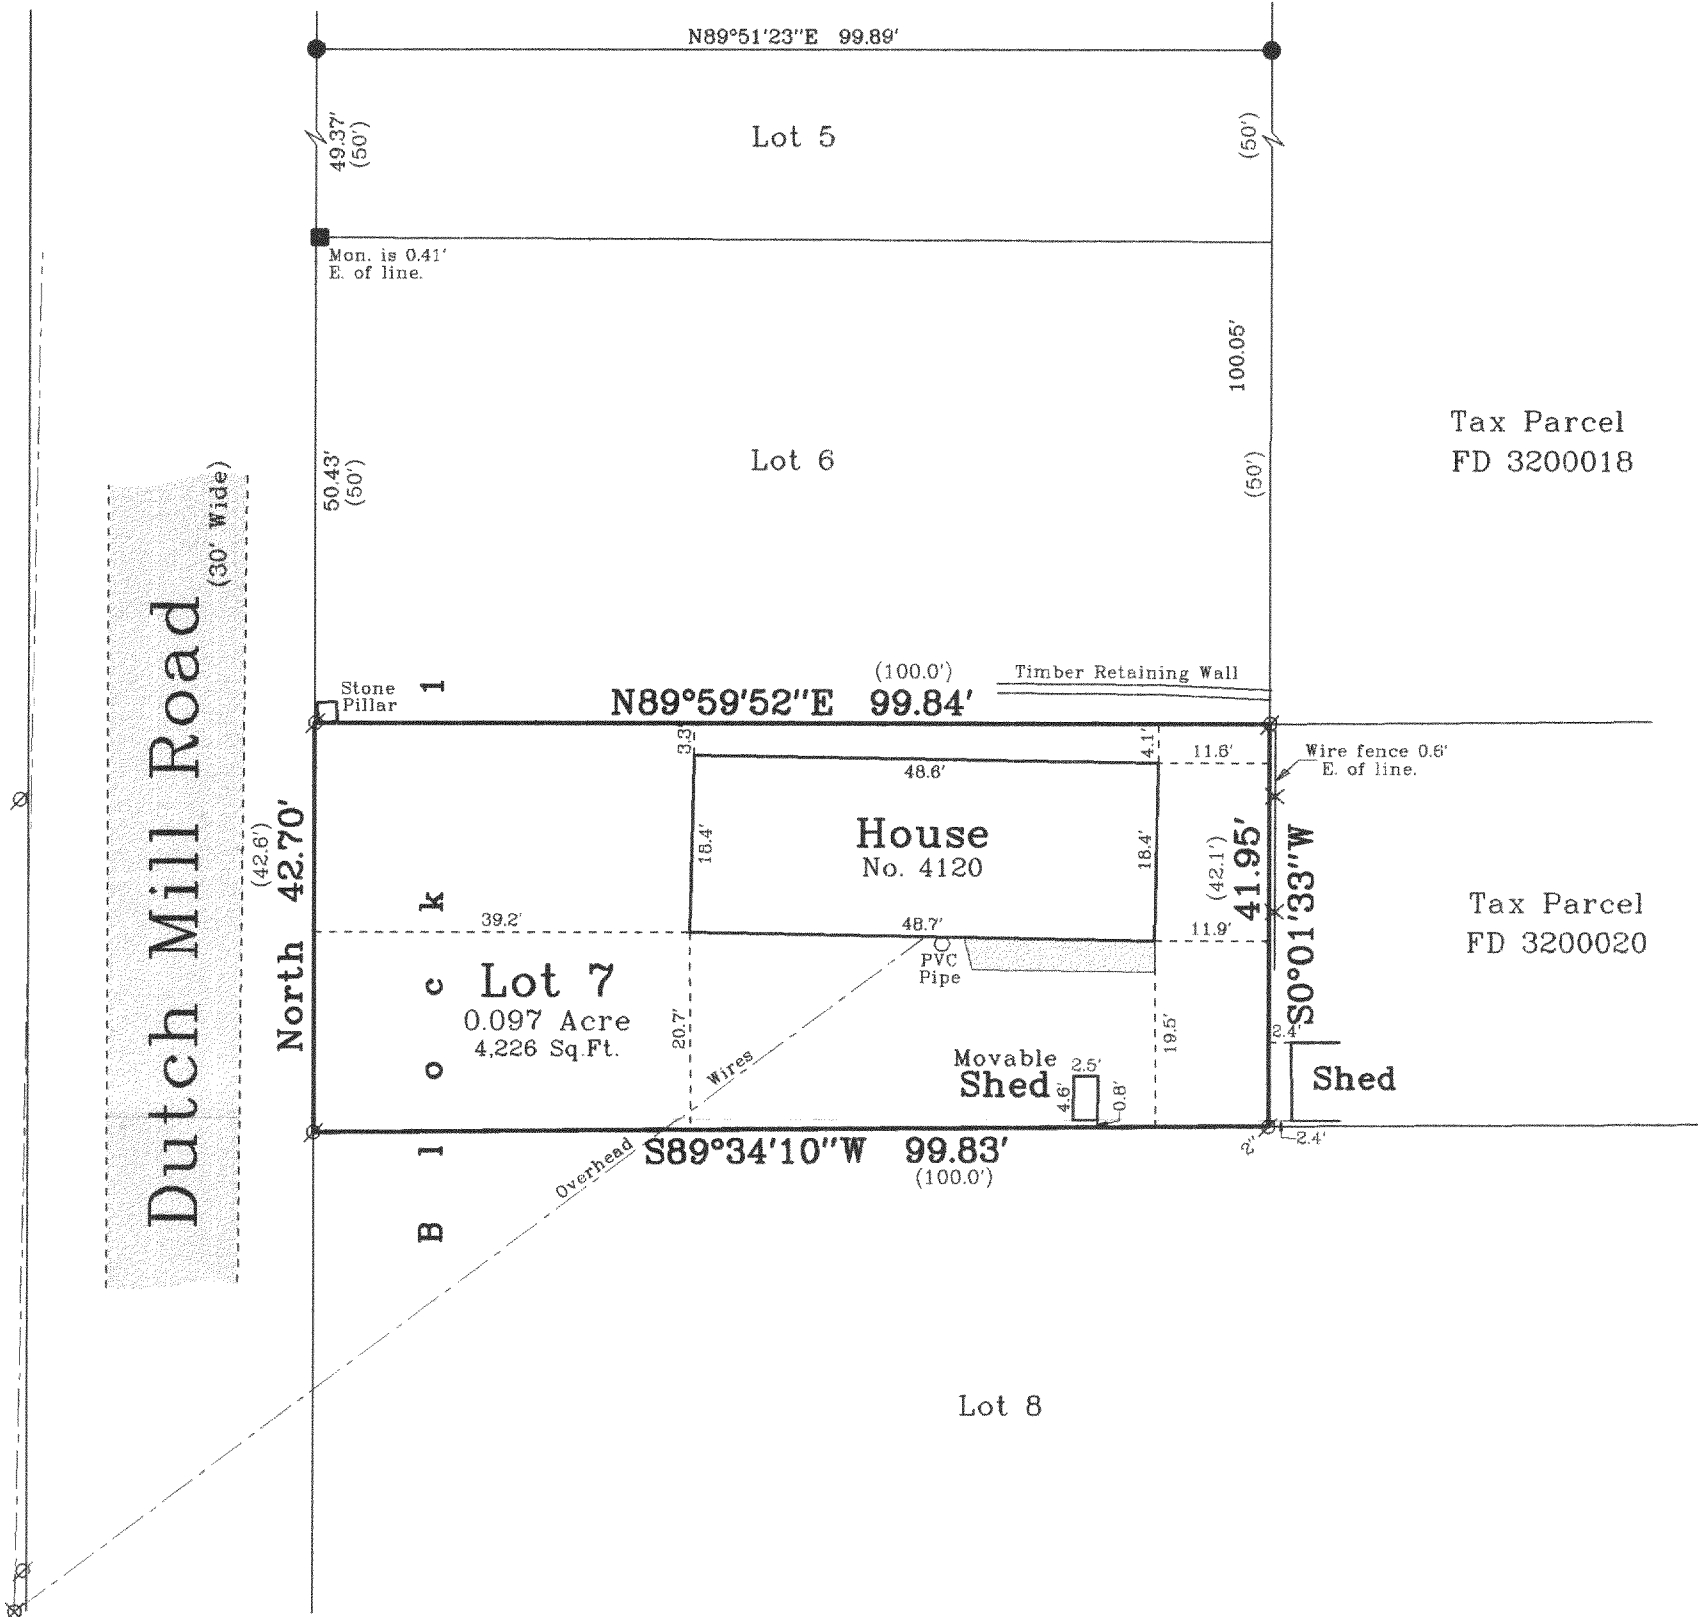 N89°51'23"E 99.89'
49.37'
(50')
Lot 5
(50')
Mon. is 0.41'
E. of line.
100.05'
50.43'
(50')
Lot 6
(50')
Tax Parcel
FD 3200018
Dutch Mill Road
(30' Wide)
Stone
Pillar
Block 1
(100.0')
N89°59'52"E 99.84'
Timber Retaining Wall
3.3'
4.1'
11.6'
Wire fence 0.6'
E. of line.
48.6'
(42.6')
North 42.70'
18.4'
House
No. 4120
18.4'
(42.1')
41.95'
S0°01'33"W
39.2'
48.7'
11.9'
Tax Parcel
FD 3200020
PVC
Pipe
Lot 7
0.097 Acre
4,226 Sq.Ft.
20.7'
19.5'
Movable
Shed
2.5'
4.6'
0.8'
2.4'
Shed
2.4'
2"
Overhead Wires
S89°34'10"W 99.83'
(100.0')
Lot 8